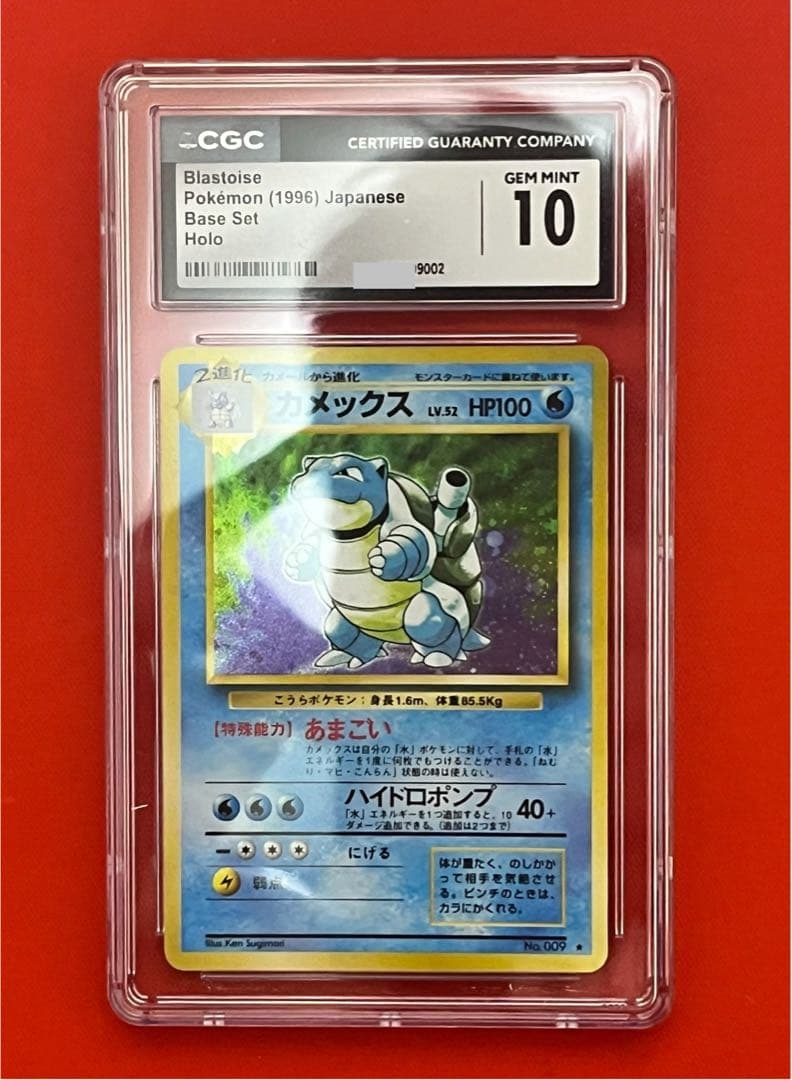 CGC
CERTIFIED GUARANTY COMPANY
Blastoise
Pokémon (1996) Japanese
Base Set
Holo
GEM MINT
10
9002
2進化 カメールから進化 モンスターカードに重ねて使います。
カメックス LV.52 HP100
こうらポケモン：身長1.6m、体重85.5Kg
【特殊能力】あまごい
カメックスは自分の「水」ポケモンに対して、手札の「水」
エネルギーを1度に何枚でもつけることができる。「ねむ
り・マヒ・こんらん」状態の時は使えない。
ハイドロポンプ 40+
「水」エネルギーを1つ追加すると、10
ダメージ追加できる。（追加は2つまで）
ー にげる
弱点
体が重たく、のしかか
って相手を気絶させ
る。ピンチのときは、
カラにかくれる。
Illus. Ken Sugimori
No. 009 ★